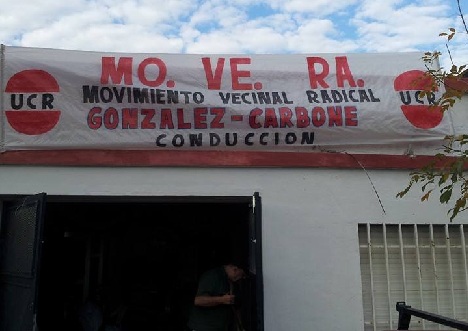 MO. VE. RA.
UCR MOVIMIENTO VECINAL RADICAL UCR
GONZALEZ-CARBONE
CONDUCCION